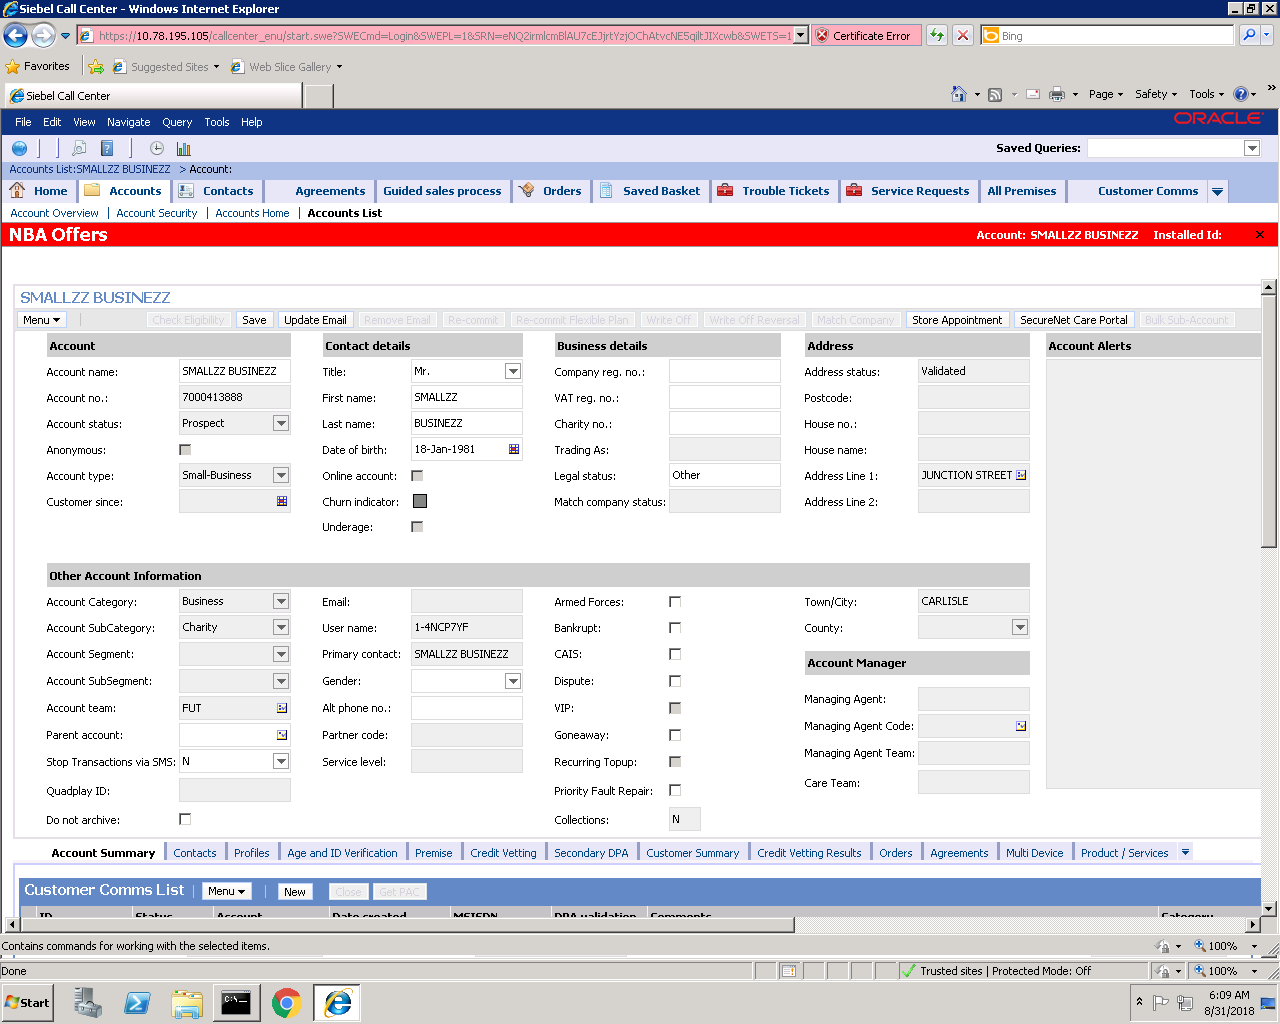 Siebel Call Center - Windows Internet Explorer
https://10.78.195.105/callcenter_enu/start.swe?SWECmd=Login&SWEPL=1&SRN= Certificate Error Bing
Favorites Suggested Sites Web Slice Gallery
Siebel Call Center Page Safety Tools
File Edit View Navigate Query Tools Help ORACLE
Saved Queries:
Accounts List:SMALLZZ BUSINEZZ > Account:
Home Accounts Contacts Agreements Guided sales process Orders Saved Basket Trouble Tickets Service Requests All Premises Customer Comms
Account Overview | Account Security | Accounts Home | Accounts List
NBA Offers Account: SMALLZZ BUSINEZZ Installed Id: ×
SMALLZZ BUSINEZZ
Menu Check Eligibility Save Update Email Remove Email Re-commit Re-commit Flexible Plan Write Off Write Off Reversal Match Company Store Appointment SecureNet Care Portal Bulk Sub-Account
Account Contact details Business details Address Account Alerts
Account name: SMALLZZ BUSINEZZ Title: Mr. Company reg. no.: Address status: Validated
Account no.: 7000413888 First name: SMALLZZ VAT reg. no.: Postcode:
Account status: Prospect Last name: BUSINEZZ Charity no.: House no.:
Anonymous: Date of birth: 18-Jan-1981 Trading As: House name:
Account type: Small-Business Online account: Legal status: Other Address Line 1: JUNCTION STREET
Customer since: Churn indicator: Match company status: Address Line 2:
Underage:
Other Account Information
Account Category: Business Email: Armed Forces: Town/City: CARLISLE
Account SubCategory: Charity User name: 1-4NCP7YF Bankrupt: County:
Account Segment: Primary contact: SMALLZZ BUSINEZZ CAIS: Account Manager
Account SubSegment: Gender: Dispute:
Account team: FUT Alt phone no.: VIP: Managing Agent:
Parent account: Partner code: Goneaway: Managing Agent Code:
Stop Transactions via SMS: N Service level: Recurring Topup: Managing Agent Team:
Quadplay ID: Priority Fault Repair: Care Team:
Do not archive: Collections: N
Account Summary Contacts Profiles Age and ID Verification Premise Credit Vetting Secondary DPA Customer Summary Credit Vetting Results Orders Agreements Multi Device Product / Services
Customer Comms List Menu New Close Get PAC
ID Status Account Date created MSISDN DPA validation Comments Category
Contains commands for working with the selected items. 100%
Done Trusted sites | Protected Mode: Off 100%
Start C:\ 6:09 AM
8/31/2018